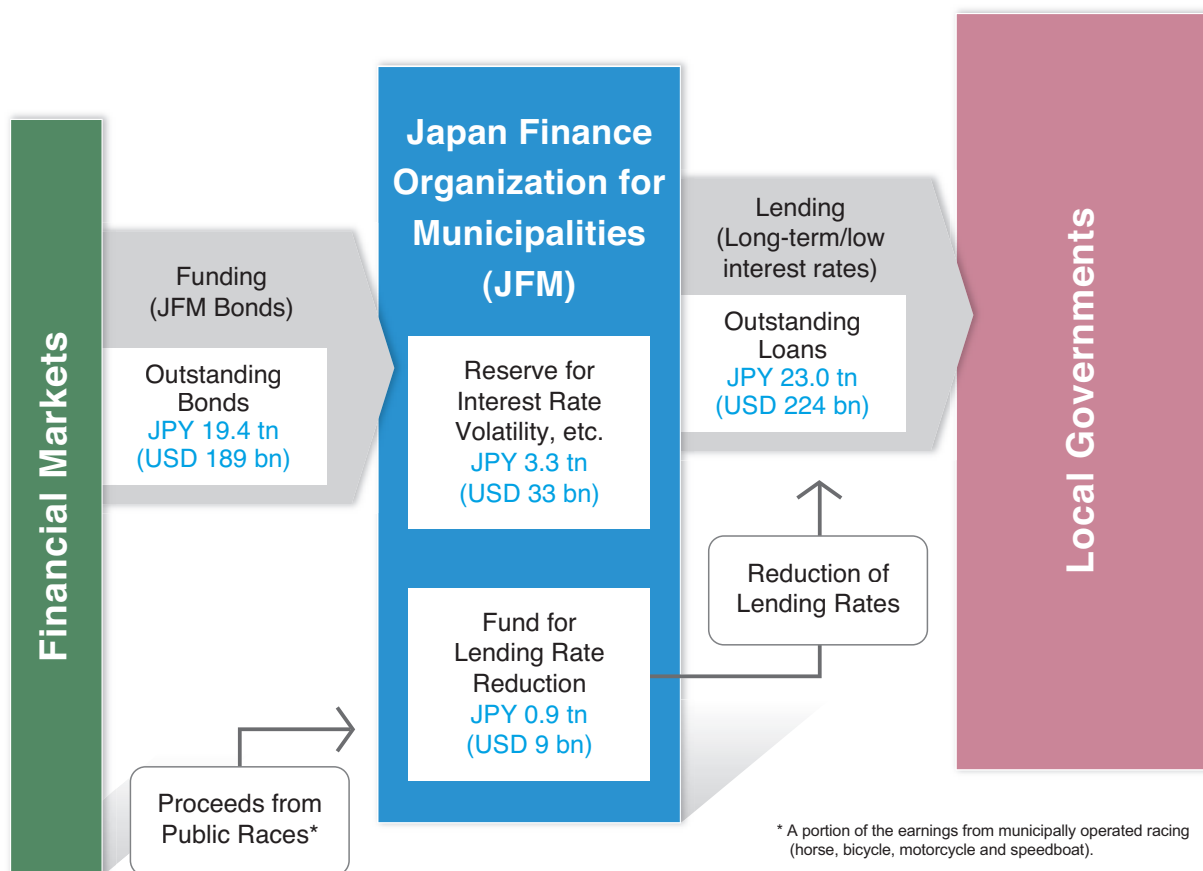 Financial Markets
Funding
(JFM Bonds)
Outstanding
Bonds
JPY 19.4 tn
(USD 189 bn)
Proceeds from
Public Races*
Japan Finance
Organization for
Municipalities
(JFM)
Reserve for
Interest Rate
Volatility, etc.
JPY 3.3 tn
(USD 33 bn)
Fund for
Lending Rate
Reduction
JPY 0.9 tn
(USD 9 bn)
Lending
(Long-term/low
interest rates)
Outstanding
Loans
JPY 23.0 tn
(USD 224 bn)
Reduction of
Lending Rates
Local Governments
* A portion of the earnings from municipally operated racing
(horse, bicycle, motorcycle and speedboat).